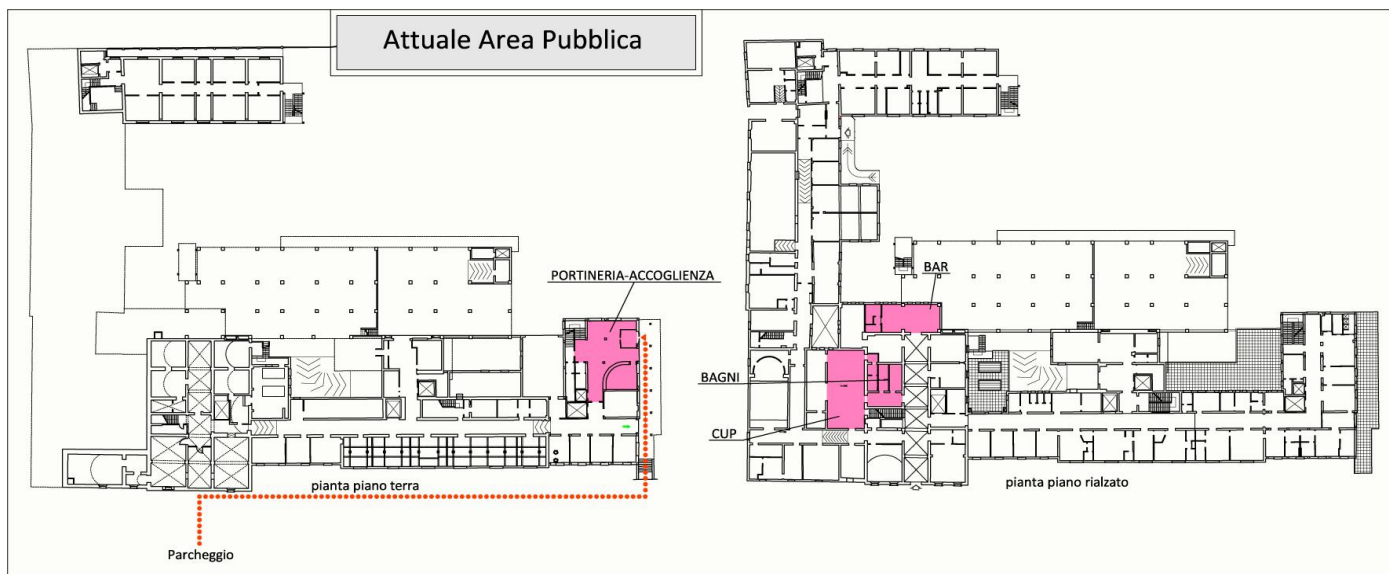 Attuale Area Pubblica
PORTINERIA-ACCOGLIENZA
BAR
BAGNI
CUP
pianta piano terra
pianta piano rialzato
Parcheggio